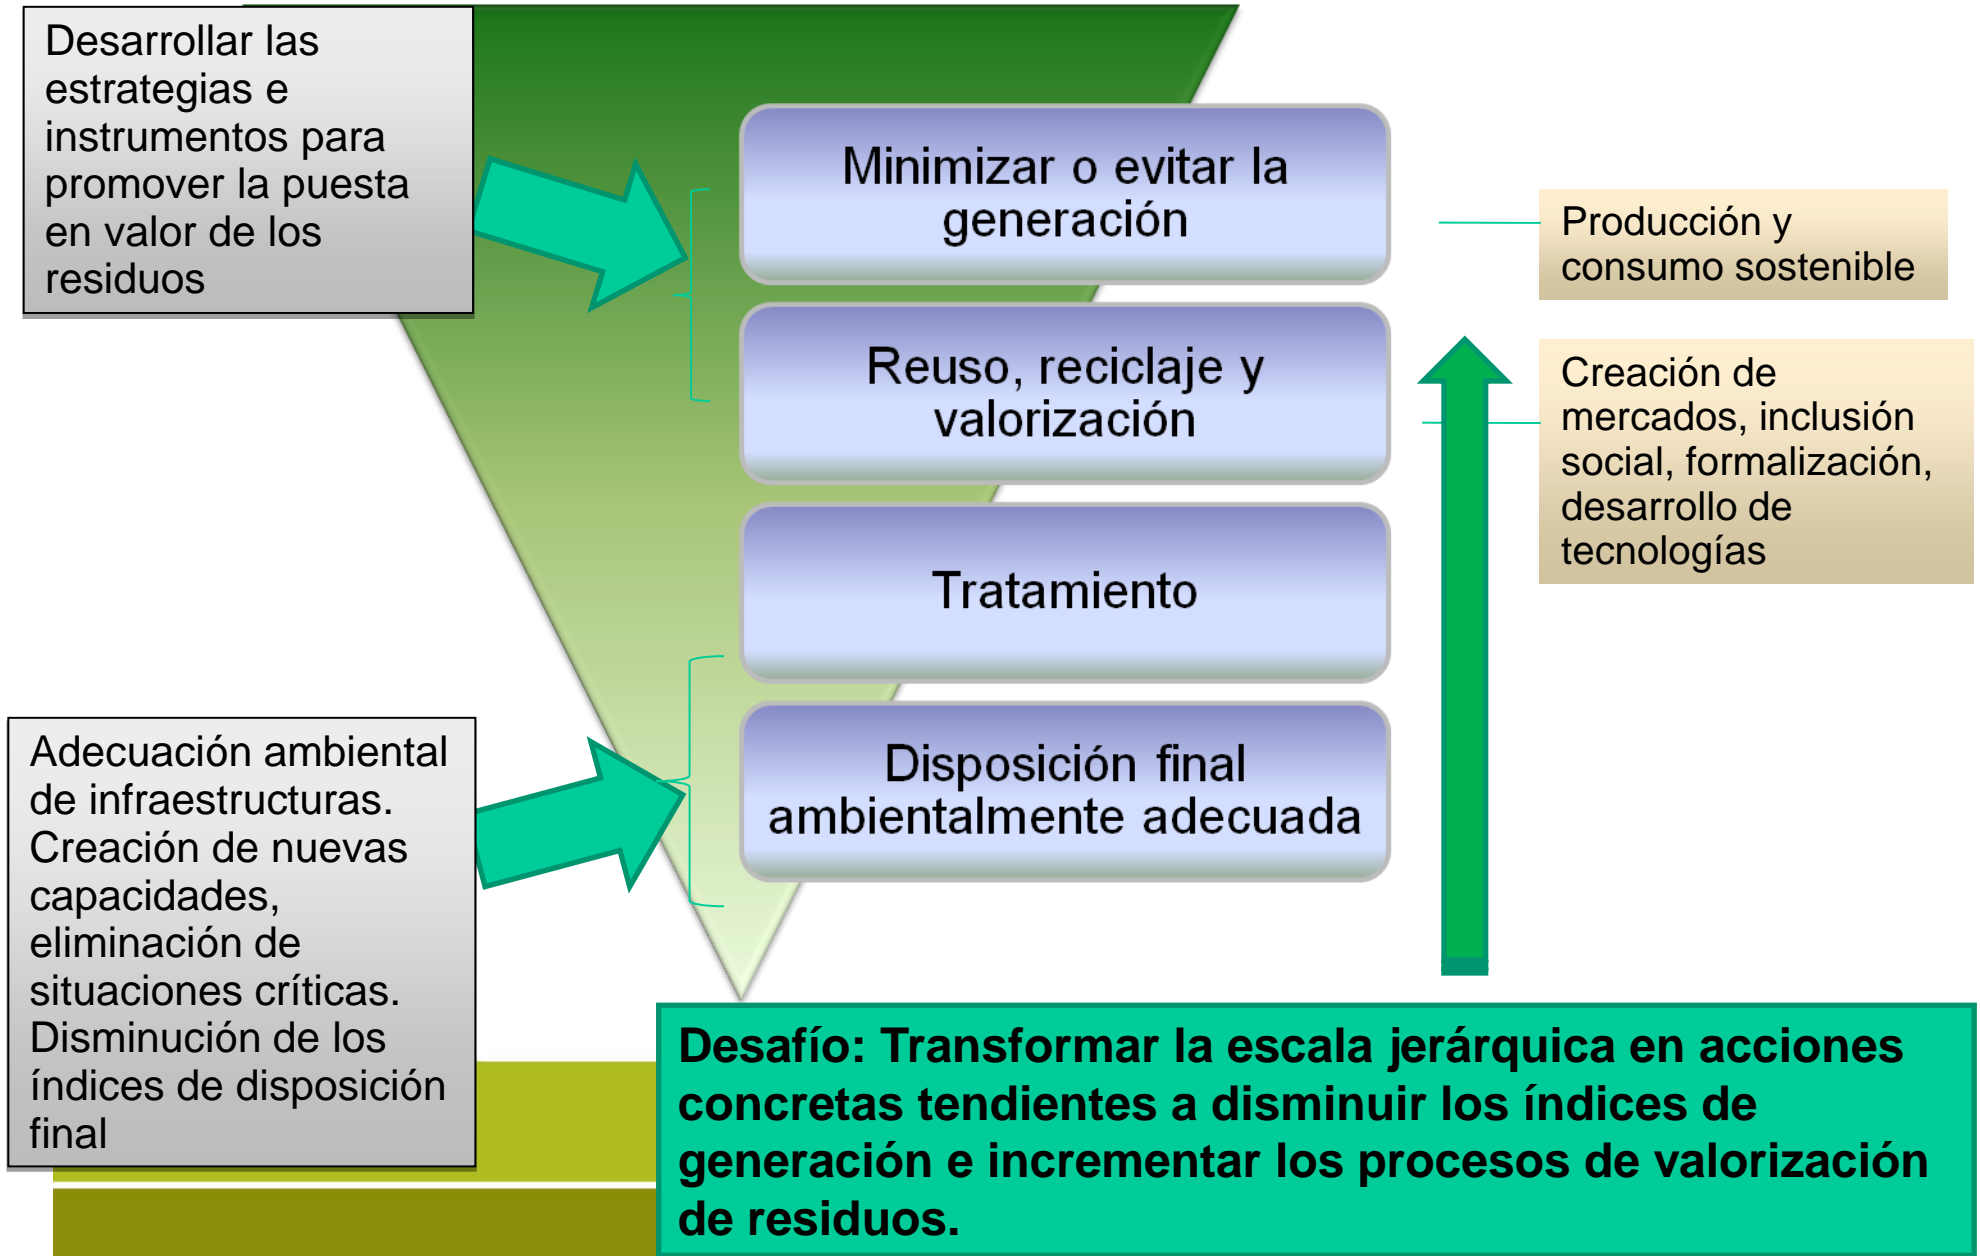 Desarrollar las
estrategias e
instrumentos para
promover la puesta
en valor de los
residuos
Minimizar o evitar la
generación
Producción y
consumo sostenible
Reuso, reciclaje y
valorización
Creación de
mercados, inclusión
social, formalización,
desarrollo de
tecnologías
Tratamiento
Adecuación ambiental
de infraestructuras.
Creación de nuevas
capacidades,
eliminación de
situaciones críticas.
Disminución de los
índices de disposición
final
Disposición final
ambientalmente adecuada
Desafío: Transformar la escala jerárquica en acciones
concretas tendientes a disminuir los índices de
generación e incrementar los procesos de valorización
de residuos.